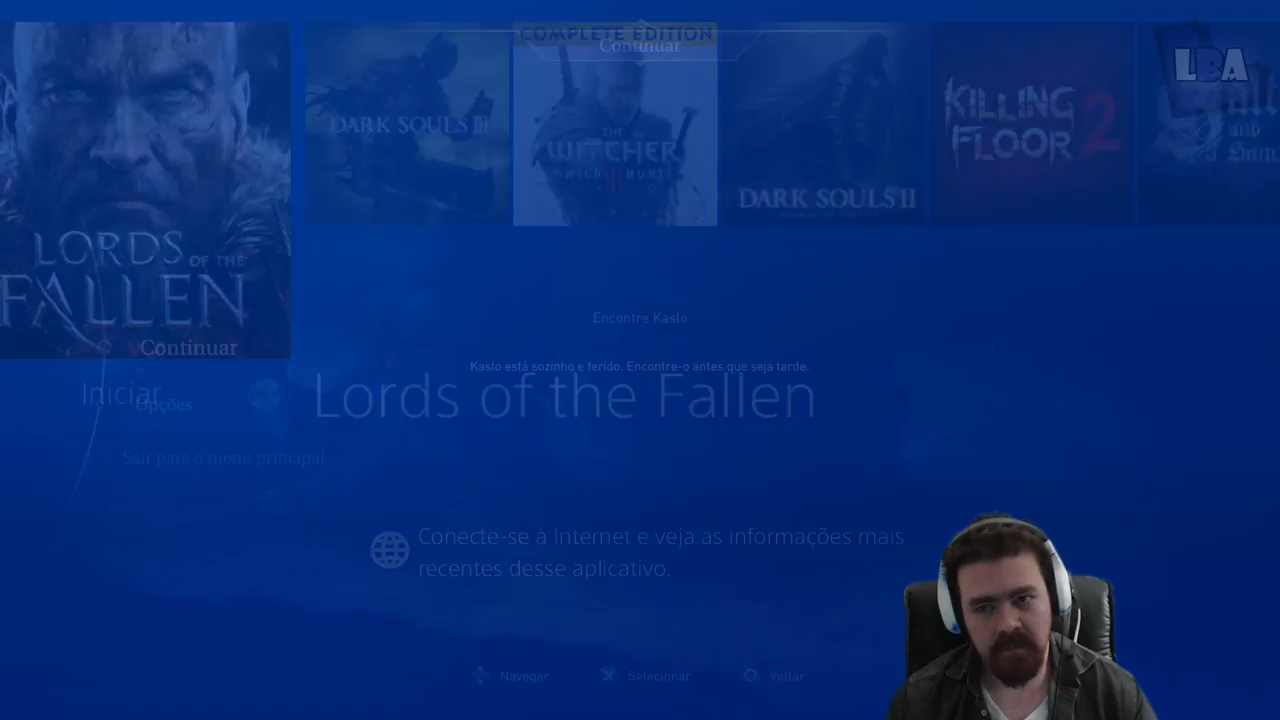 COMPLETE EDITION
Continuar
LBA
DARK SOULS III
THE
WITCHER
WILD HUNT
KILLING
FLOOR 2
DARK SOULS II
und
LORDS OF THE
FALLEN
Encontre Kaslo
Continuar
Kaslo está sozinho e ferido. Encontre-o antes que seja tarde.
Iniciar
Lords of the Fallen
Opções
Sair para o menu principal
Conecte-se à Internet e veja as informações mais
recentes desse aplicativo.
Navegar
Selecionar
Voltar